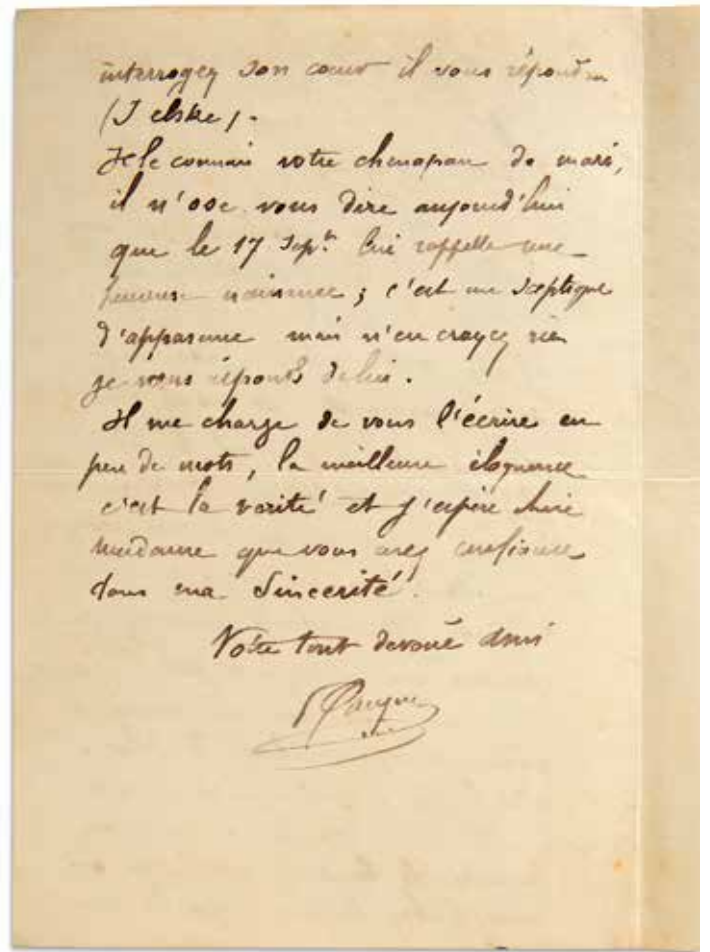 interrogez son cœur il vous répondra
(J elske).
Je le connais votre chenapan de mari,
il n'ose vous dire aujourd'hui
que le 17 Sept. lui rappelle une
heureuse naissance ; c'est un sceptique
d'apparence mais n'en croyez rien
je vous réponds de lui.
Il me charge de vous l'écrire en
peu de mots, la meilleure éloquence
c'est la vérité et j'espère chère
madame que vous avez confiance
dans ma Sincerité.
Votre tout devoué ami